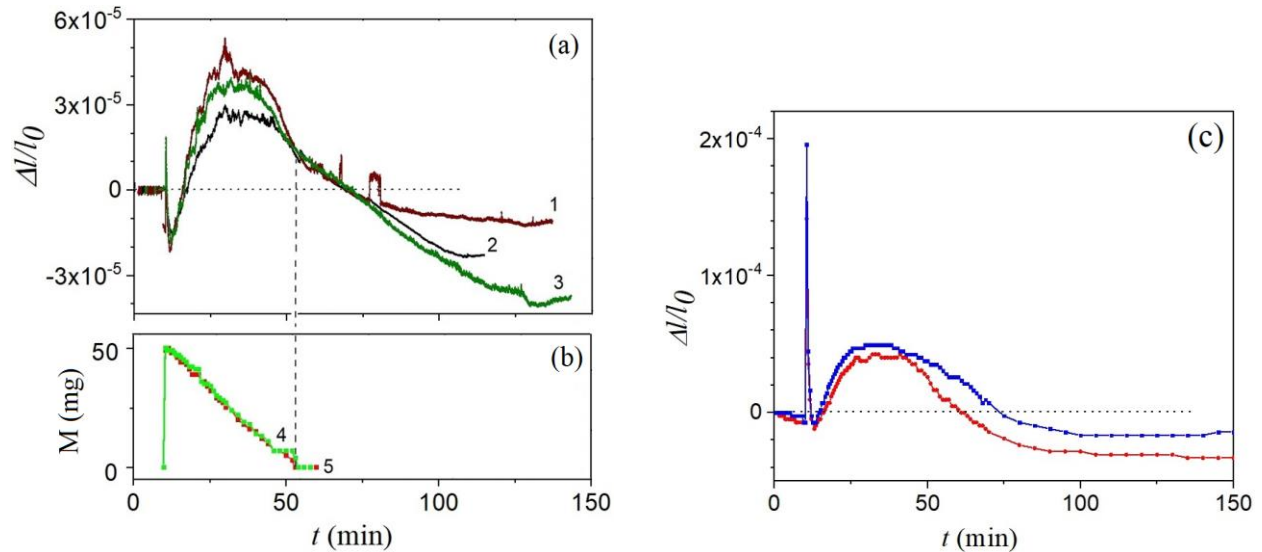 6x10⁻⁵
(a)
3x10⁻⁵
Δl/l₀
0
1
2
-3x10⁻⁵
3
50
(b)
M (mg)
4
0
5
0 50 100 150
t (min)
2x10⁻⁴
(c)
1x10⁻⁴
Δl/l₀
0
0 50 100 150
t (min)